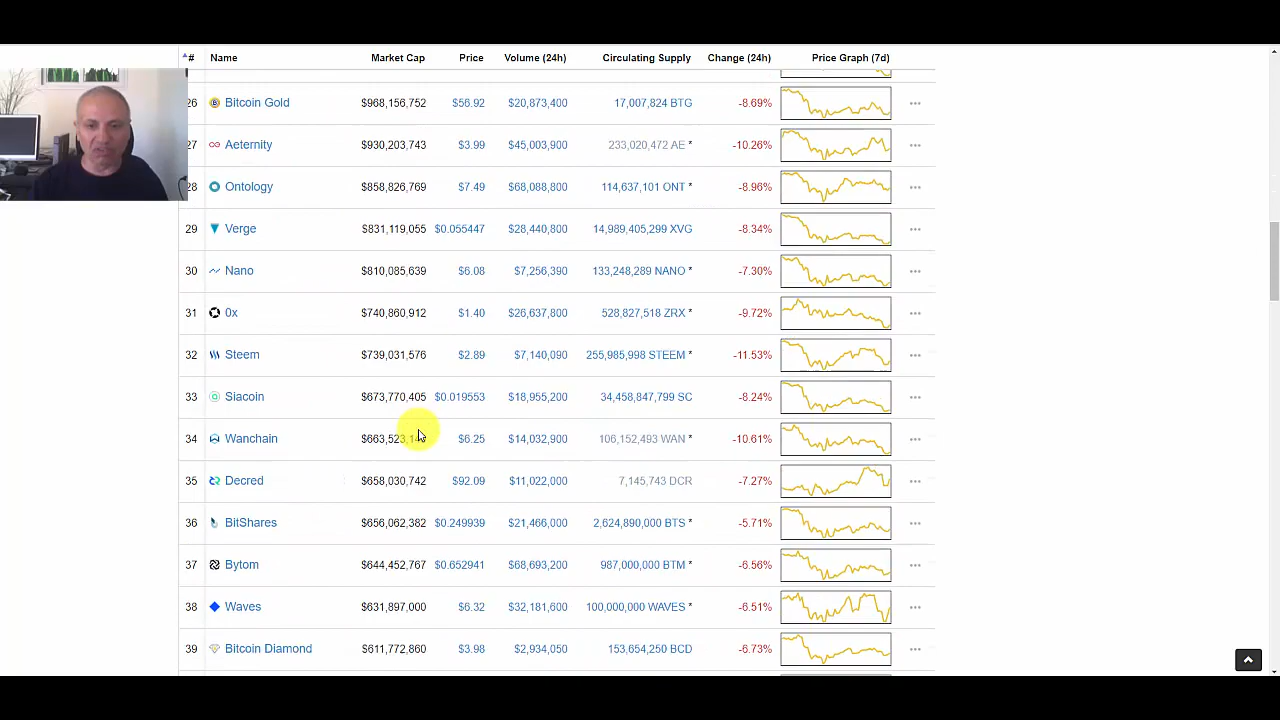 # Name Market Cap Price Volume (24h) Circulating Supply Change (24h) Price Graph (7d)
26 Bitcoin Gold $968,156,752 $56.92 $20,873,400 17,007,824 BTG -8.69%
27 Aeternity $930,203,743 $3.99 $45,003,900 233,020,472 AE * -10.26%
28 Ontology $858,826,769 $7.49 $68,088,800 114,637,101 ONT * -8.96%
29 Verge $831,119,055 $0.055447 $28,440,800 14,989,405,299 XVG -8.34%
30 Nano $810,085,639 $6.08 $7,256,390 133,248,289 NANO * -7.30%
31 0x $740,860,912 $1.40 $26,637,800 528,827,518 ZRX * -9.72%
32 Steem $739,031,576 $2.89 $7,140,090 255,985,998 STEEM * -11.53%
33 Siacoin $673,770,405 $0.019553 $18,955,200 34,458,847,799 SC -8.24%
34 Wanchain $6.25 $14,032,900 106,152,493 WAN * -10.61%
35 Decred $658,030,742 $92.09 $11,022,000 7,145,743 DCR -7.27%
36 BitShares $656,062,382 $0.249939 $21,466,000 2,624,890,000 BTS * -5.71%
37 Bytom $644,452,767 $0.652941 $68,693,200 987,000,000 BTM * -6.56%
38 Waves $631,897,000 $6.32 $32,181,600 100,000,000 WAVES * -6.51%
39 Bitcoin Diamond $611,772,860 $3.98 $2,934,050 153,654,250 BCD -6.73%